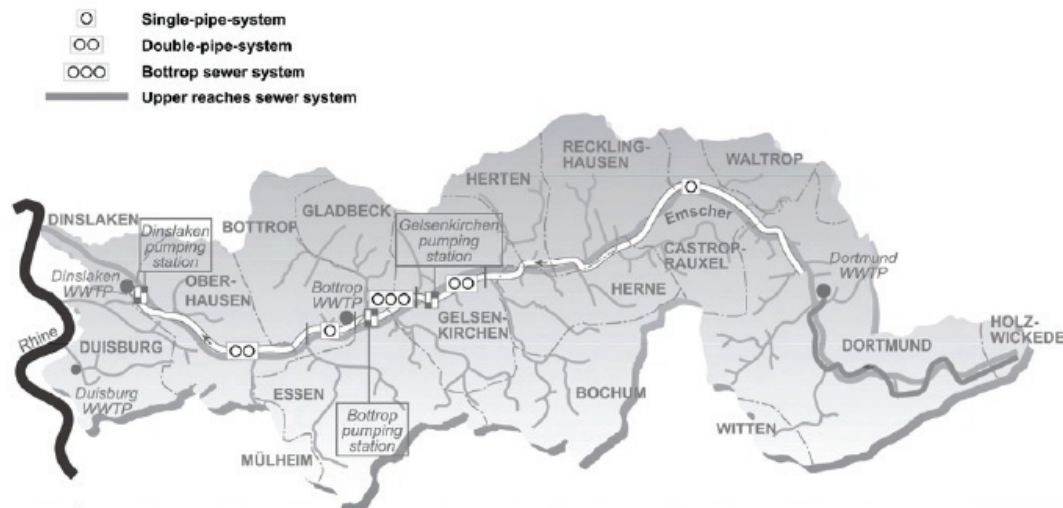 Single-pipe-system
Double-pipe-system
Bottrop sewer system
Upper reaches sewer system
RECKLING-
HAUSEN
WALTROP
HERTEN
GLADBECK
DINSLAKEN
BOTTROP
Dinslaken
pumping
station
Gelsenkirchen
pumping
station
Emscher
CASTROP-
RAUXEL
Dortmund
WWTP
Dinslaken
WWTP
OBER-
HAUSEN
Bottrop
WWTP
HERNE
GELSEN-
KIRCHEN
Rhine
DUISBURG
HOLZ-
WICKEDE
DORTMUND
Duisburg
WWTP
ESSEN
BOCHUM
Bottrop
pumping
station
WITTEN
MÜLHEIM